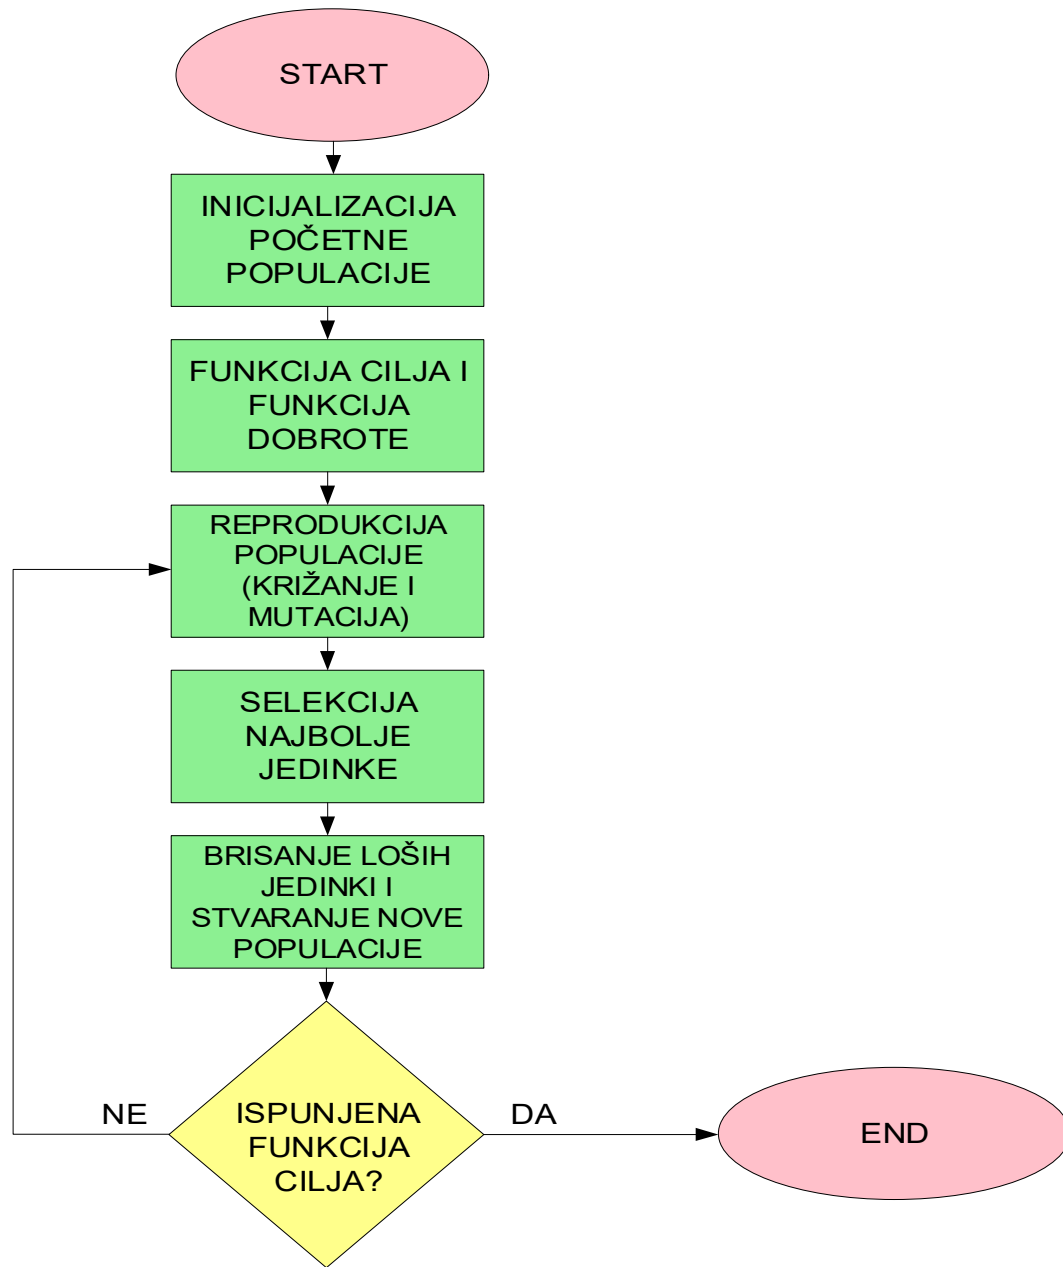 START
INICIJALIZACIJA
POČETNE
POPULACIJE
FUNKCIJA CILJA I
FUNKCIJA
DOBROTE
REPRODUKCIJA
POPULACIJE
(KRIŽANJE I
MUTACIJA)
SELEKCIJA
NAJBOLJE
JEDINKE
BRISANJE LOŠIH
JEDINKI I
STVARANJE NOVE
POPULACIJE
NE
ISPUNJENA
FUNKCIJA
CILJA?
DA
END